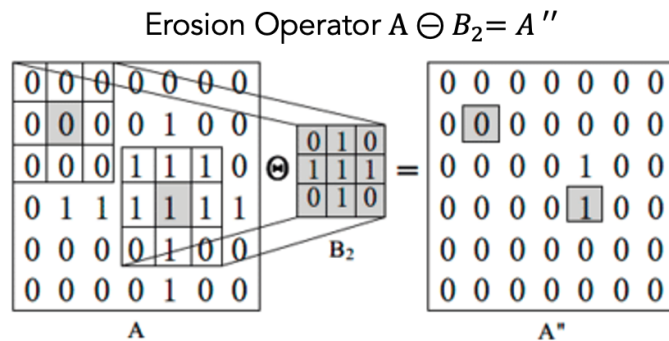 Erosion Operator A ⊖ B₂= A″
0 0 0 0 0 0 0 0 0 0 0 0 0 0
0 0 0 0 1 0 0 0 1 0 0 0 0 0 0 0 0 0
0 0 0 1 1 1 0 Θ 1 1 1 = 0 0 0 0 1 0 0
0 1 1 1 1 1 1 0 1 0 0 0 0 0 1 0 0
0 0 0 0 1 0 0 B₂ 0 0 0 0 0 0 0
0 0 0 0 1 0 0 0 0 0 0 0 0 0
A A"